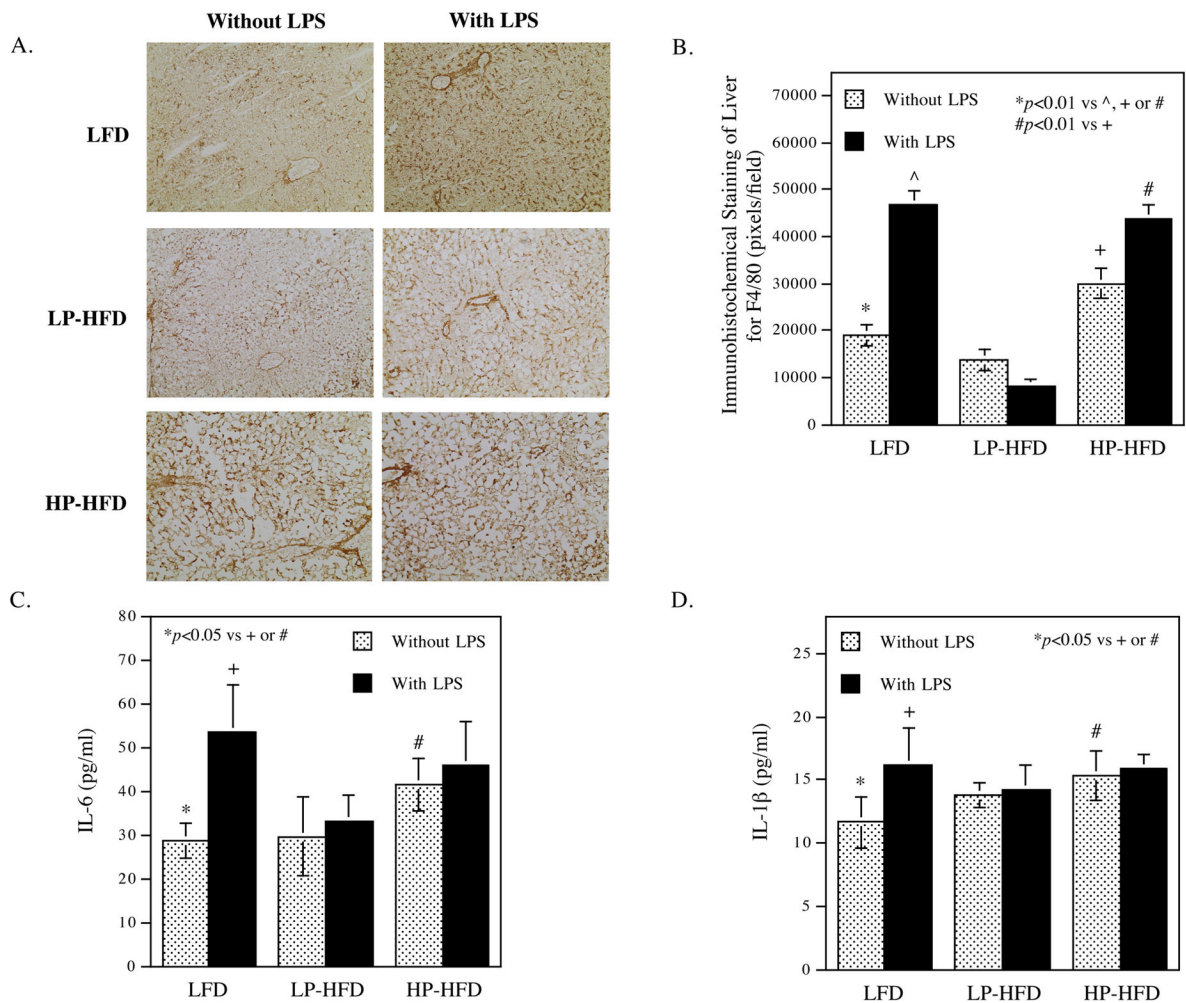 A.
Without LPS
With LPS
LFD
LP-HFD
HP-HFD
B.
Immunohistochemical Staining of Liver
for F4/80 (pixels/field)
70000
60000
50000
40000
30000
20000
10000
0
Without LPS
With LPS
*p<0.01 vs ^, + or #
#p<0.01 vs +
*
^
+
#
LFD
LP-HFD
HP-HFD
C.
IL-6 (pg/ml)
80
70
60
50
40
30
20
10
0
*p<0.05 vs + or #
Without LPS
With LPS
*
+
#
LFD
LP-HFD
HP-HFD
D.
IL-1β (pg/ml)
25
20
15
10
5
0
Without LPS
With LPS
*p<0.05 vs + or #
*
+
#
LFD
LP-HFD
HP-HFD